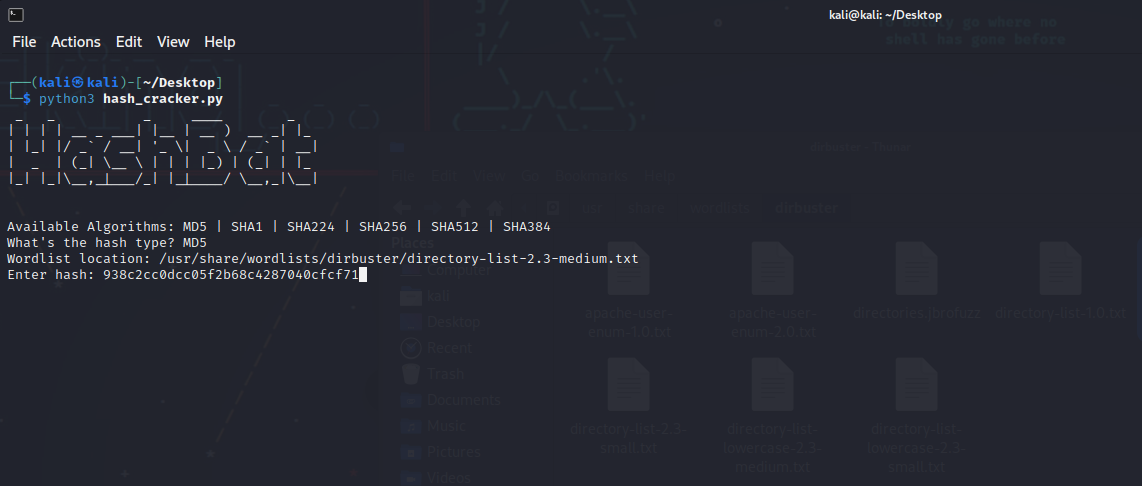 kali@kali: ~/Desktop
File Actions Edit View Help
go where no
shell has gone before
┌──(kali㉿kali)-[~/Desktop]
└─$ python3 hash_cracker.py
HashBat
Available Algorithms: MD5 | SHA1 | SHA224 | SHA256 | SHA512 | SHA384
What's the hash type? MD5
Wordlist location: /usr/share/wordlists/dirbuster/directory-list-2.3-medium.txt
Enter hash: 938c2cc0dcc05f2b68c4287040cfcf71
File Edit View Go Bookmarks Help
usr share wordlists dirbuster
Places
Computer
kali
Desktop
Recent
Trash
Documents
Music
Pictures
Videos
apache-user-
enum-1.0.txt
apache-user-
enum-2.0.txt
directories.jbrofuzz
directory-list-1.0.txt
directory-list-2.3-
small.txt
directory-list-
lowercase-2.3-
medium.txt
directory-list-
lowercase-2.3-
small.txt